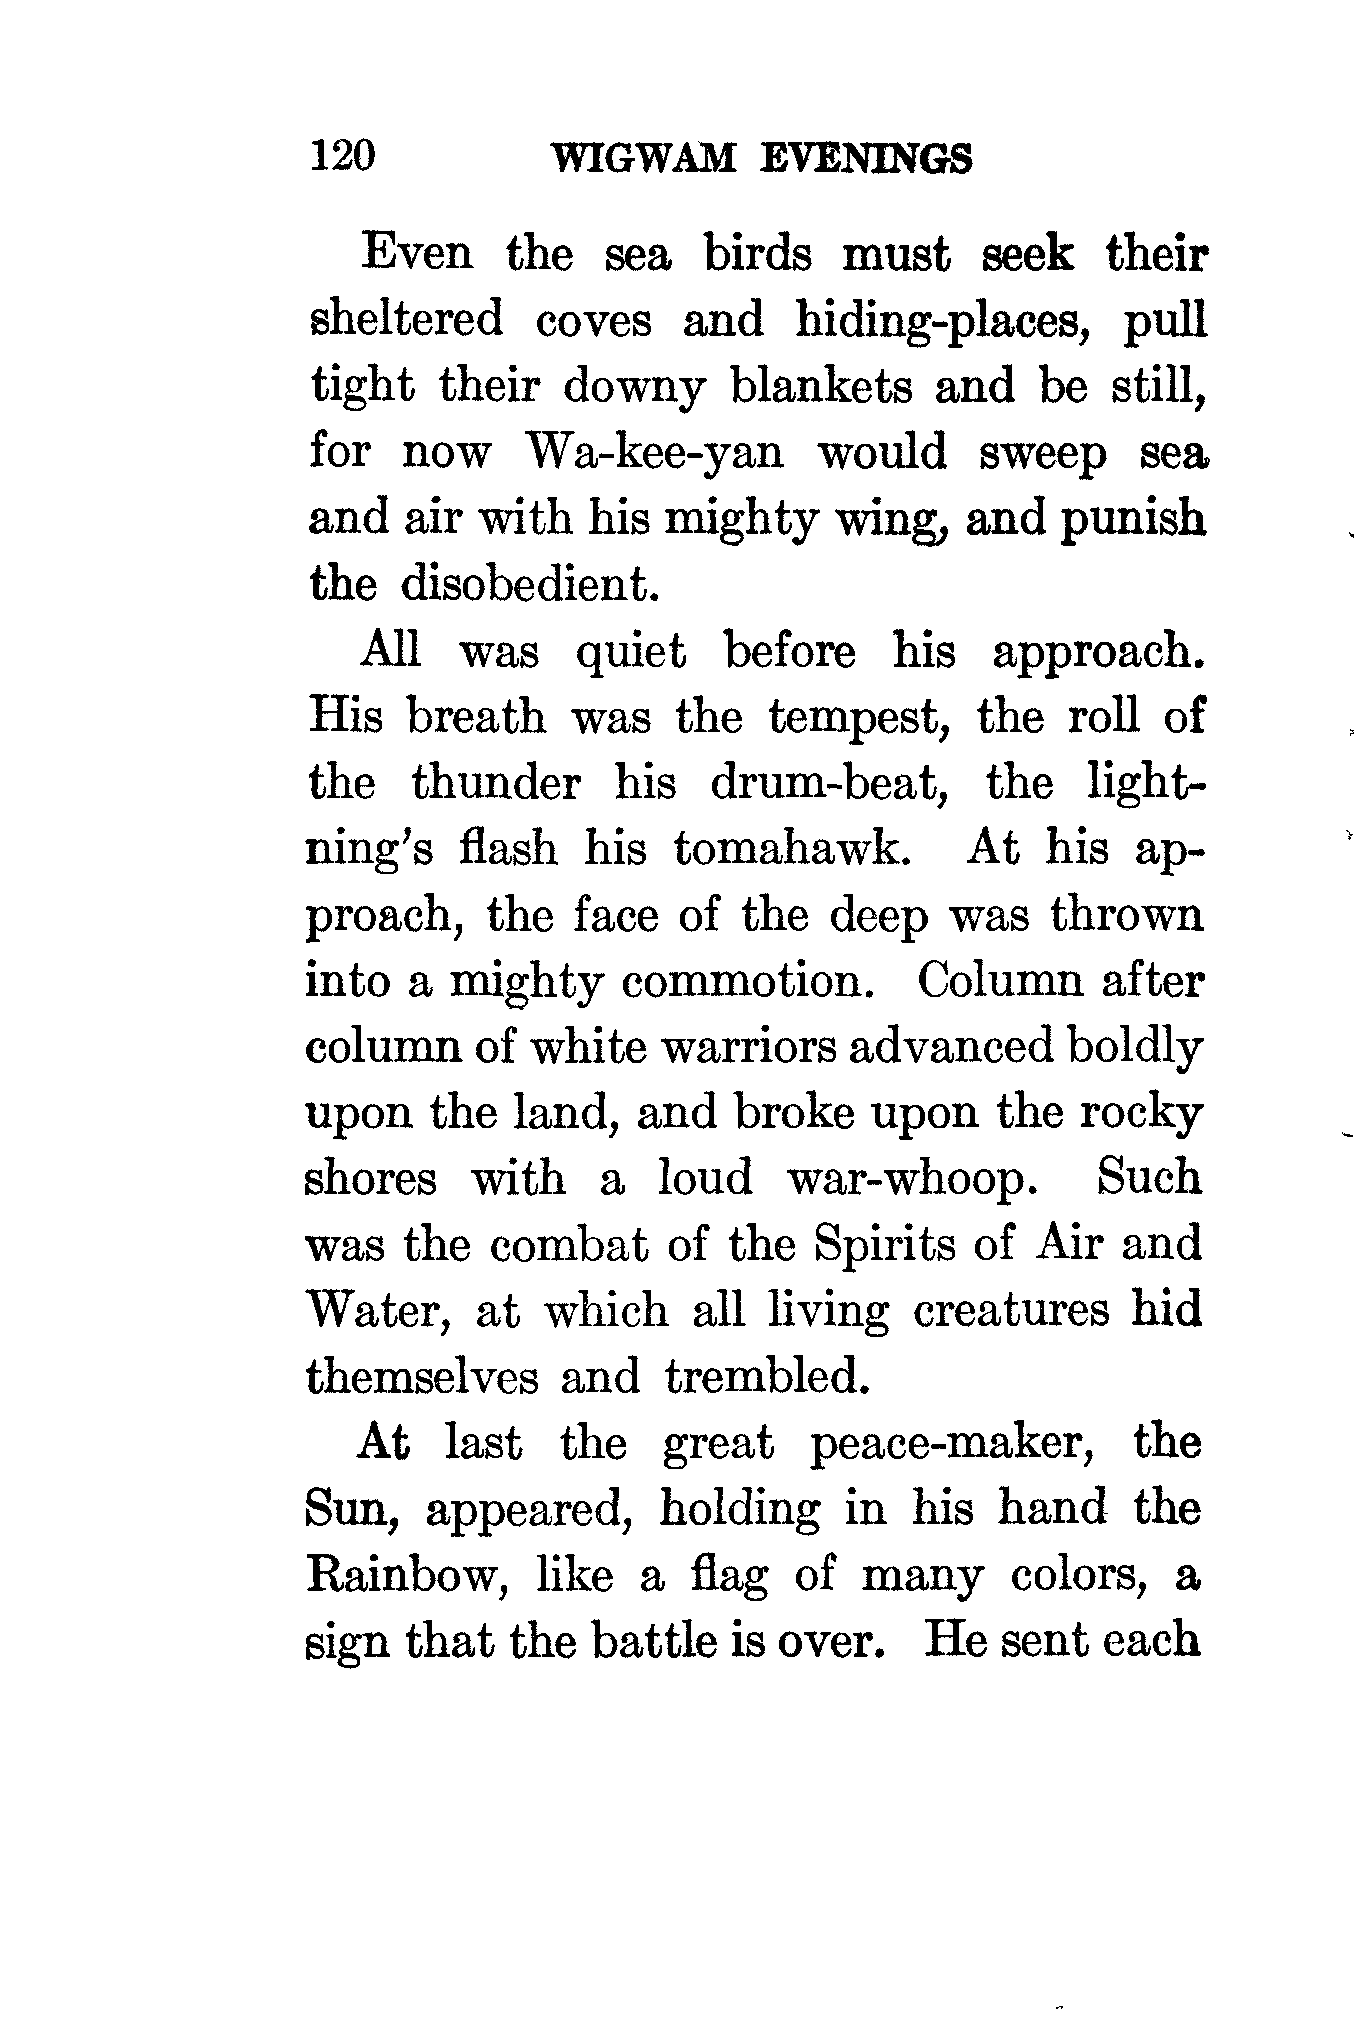 120 WIGWAM EVENINGS
Even the sea birds must seek their
sheltered coves and hiding-places, pull
tight their downy blankets and be still,
for now Wa-kee-yan would sweep sea
and air with his mighty wing, and punish
the disobedient.
All was quiet before his approach.
His breath was the tempest, the roll of
the thunder his drum-beat, the light-
ning's flash his tomahawk. At his ap-
proach, the face of the deep was thrown
into a mighty commotion. Column after
column of white warriors advanced boldly
upon the land, and broke upon the rocky
shores with a loud war-whoop. Such
was the combat of the Spirits of Air and
Water, at which all living creatures hid
themselves and trembled.
At last the great peace-maker, the
Sun, appeared, holding in his hand the
Rainbow, like a flag of many colors, a
sign that the battle is over. He sent each